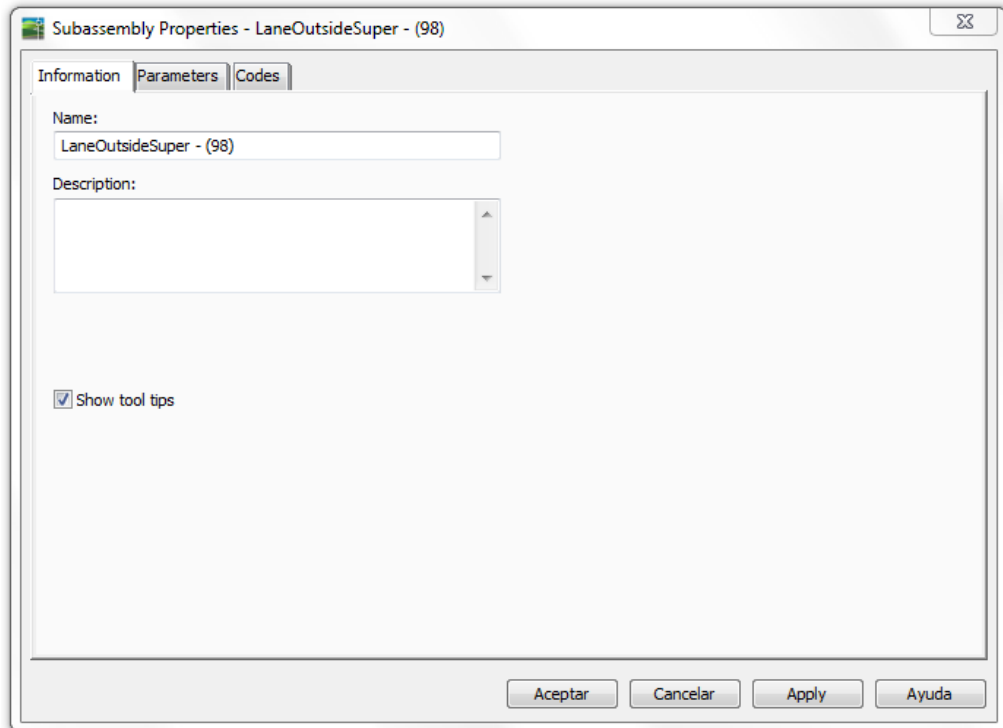 Subassembly Properties - LaneOutsideSuper - (98)
Information Parameters Codes
Name:
LaneOutsideSuper - (98)
Description:
Show tool tips
Aceptar Cancelar Apply Ayuda